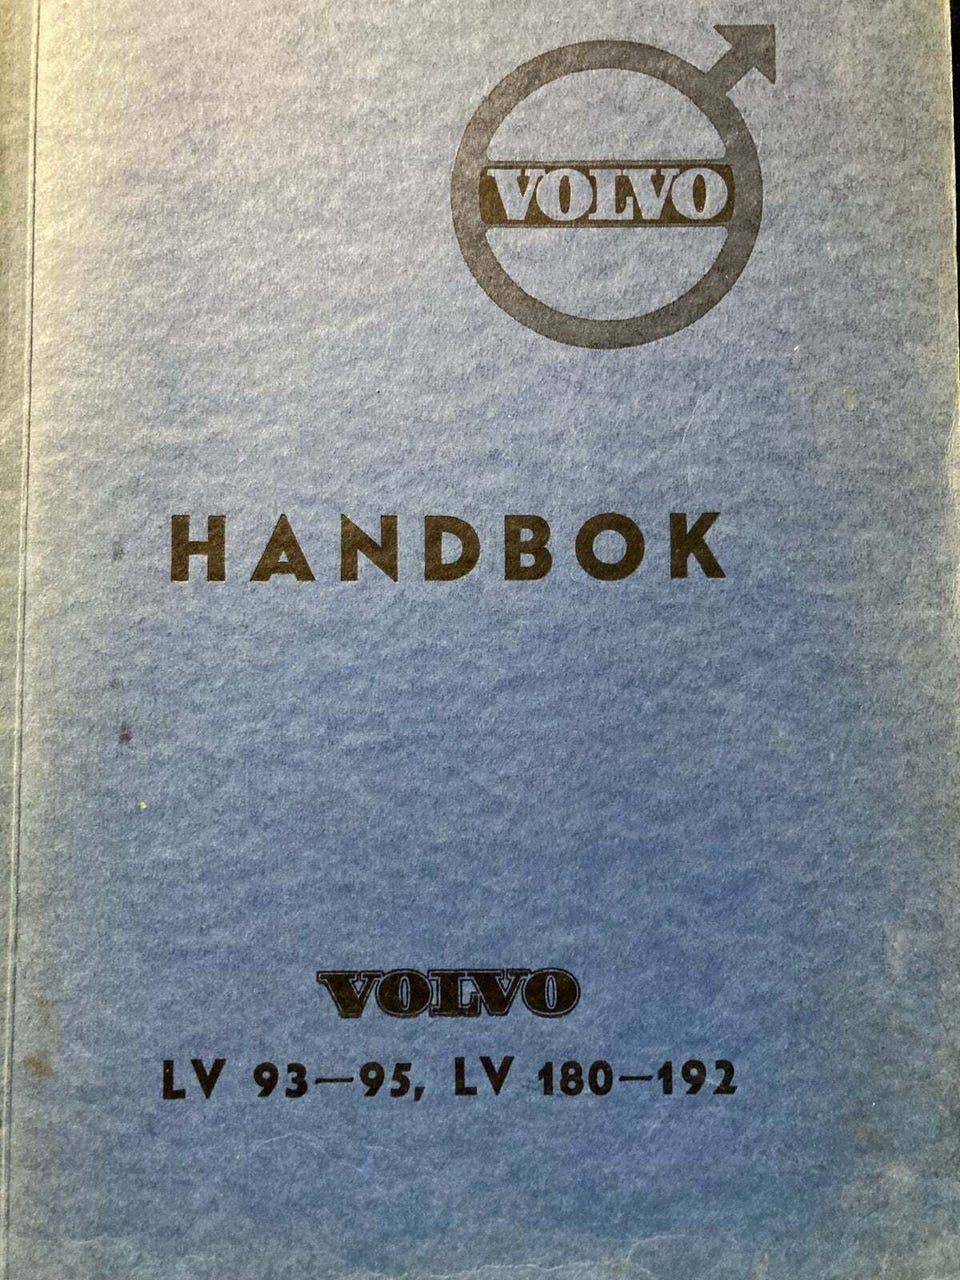 VOLVO
HANDBOK
VOLVO
LV 93—95, LV 180—192